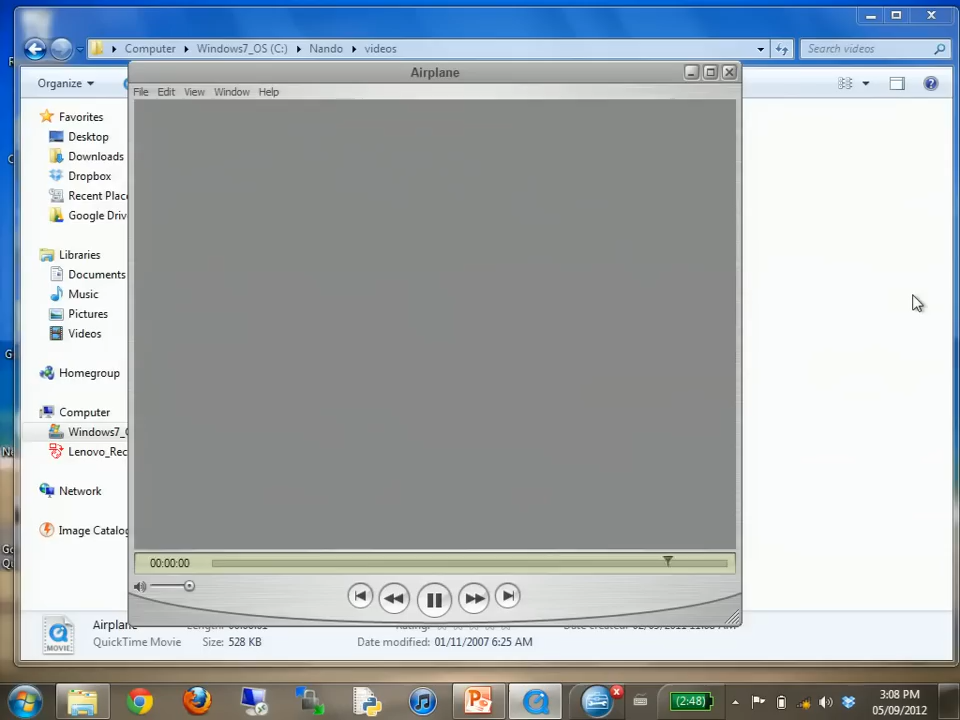 Computer Windows7_OS (C:) Nando videos
Search videos
Airplane
Organize
File Edit View Window Help
Favorites
Desktop
Downloads
Dropbox
Recent Plac
Google Driv
Libraries
Documents
Music
Pictures
Videos
Homegroup
Computer
Windows7_
Lenovo_Rec
Network
Image Catalog
00:00:00
Airplane
QuickTime Movie Size: 528 KB Date modified: 01/11/2007 6:25 AM
MOVIE
(2:48)
3:08 PM
05/09/2012